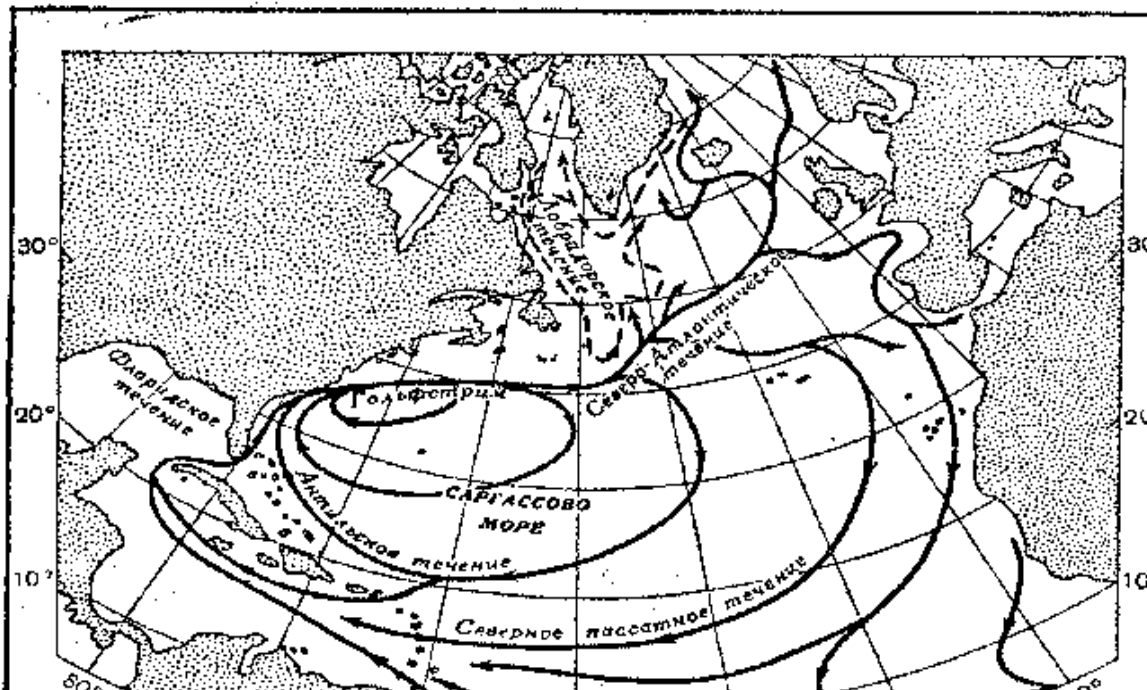 Лабрадорское
течение
30°
30
Северо-Атлантическое
течение
Флоридское
течение
Гольфстрим
20°
20
САРГАССОВО
МОРЕ
Антильское течение
10°
10
Северное пассатное течение